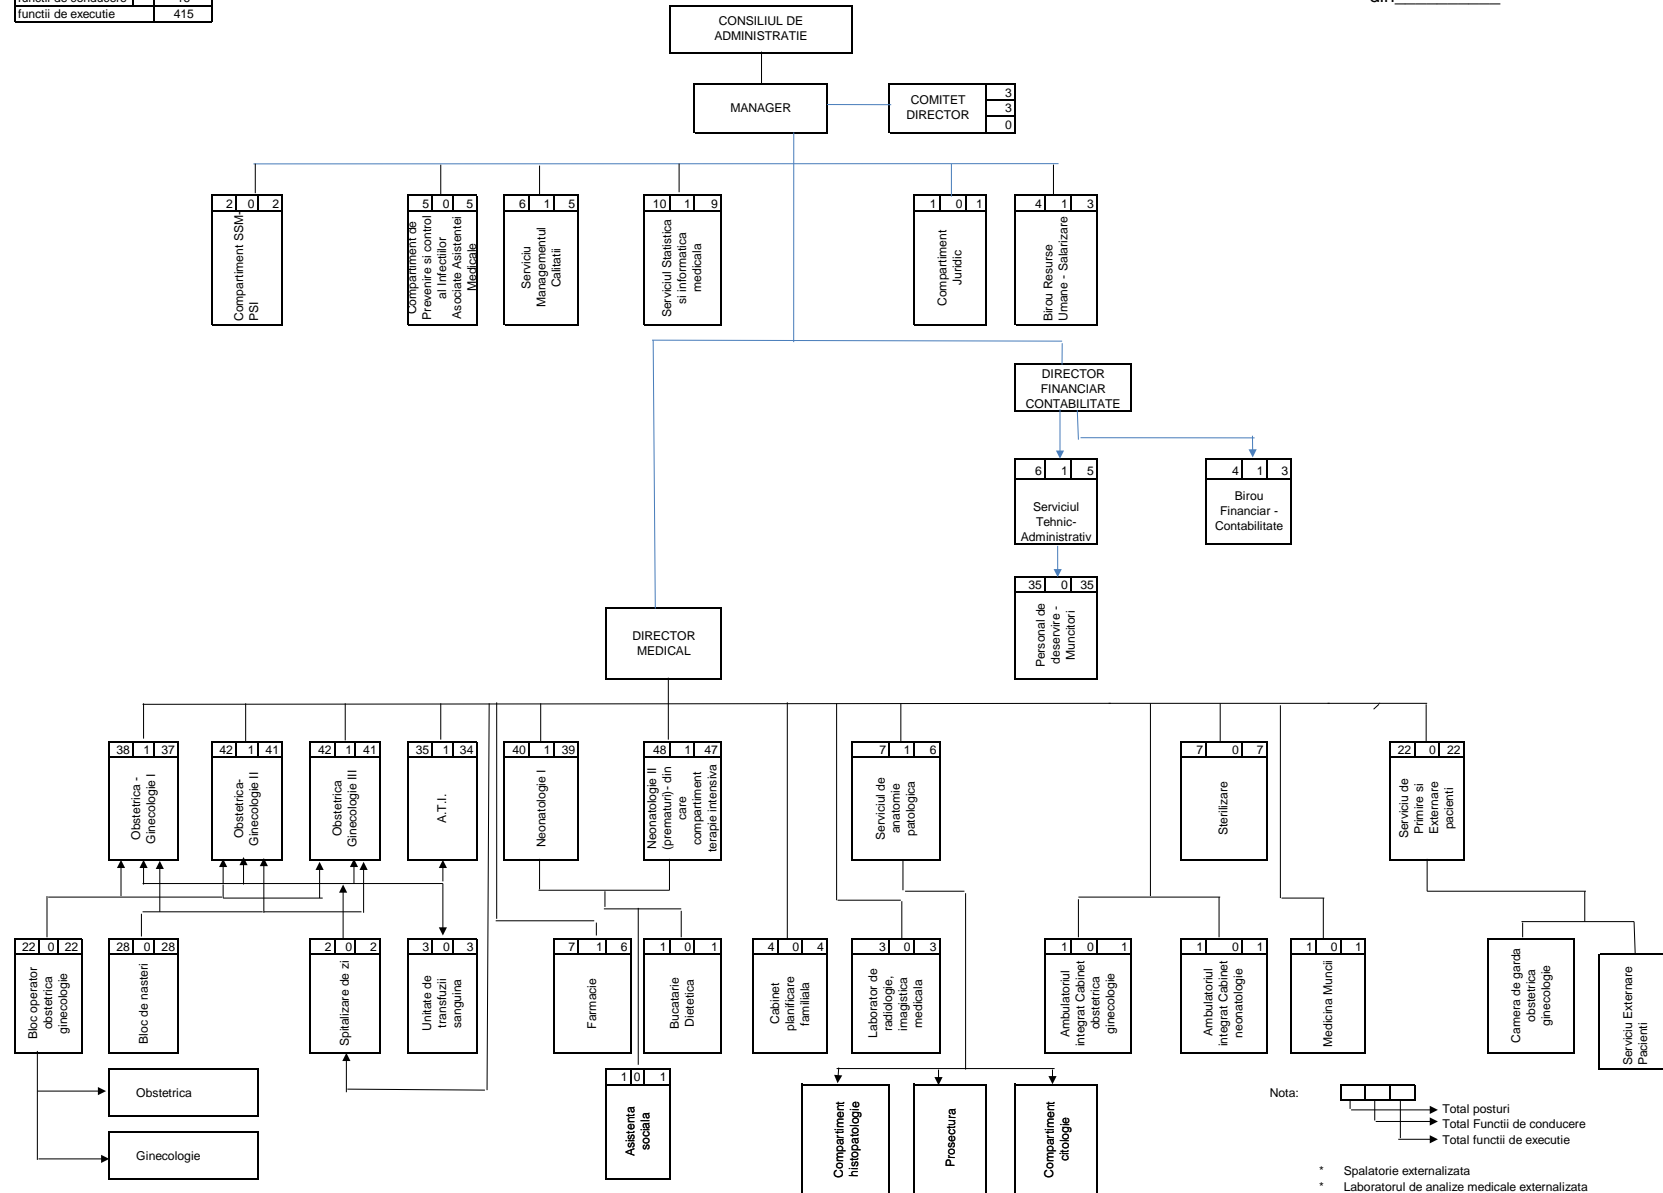 functii de executie 415
CONSILIUL DE
ADMINISTRATIE
MANAGER
COMITET
DIRECTOR
3
3
0
2 0 2
Compartiment SSM-
PSI
5 0 5
Compartiment de
Prevenire si control
al Infectiilor
Asociate Asistentei
Medicale
6 1 5
Serviciu
Managementul
Calitatii
10 1 9
Serviciul Statistica
si informatica
medicala
1 0 1
Compartiment
Juridic
4 1 3
Birou Resurse
Umane - Salarizare
DIRECTOR
FINANCIAR
CONTABILITATE
6 1 5
Serviciul
Tehnic-
Administrativ
4 1 3
Birou
Financiar -
Contabilitate
35 0 35
Personal de
deservire -
Muncitori
DIRECTOR
MEDICAL
38 1 37
Obstetrica -
Ginecologie I
42 1 41
Obstetrica-
Ginecologie II
42 1 41
Obstetrica
Ginecologie III
35 1 34
A.T.I.
40 1 39
Neonatologie I
48 1 47
Neonatologie II
(prematuri)- din
care
compartiment
terapie intensiva
7 1 6
Serviciul de
anatomie
patologica
7 0 7
Sterilizare
22 0 22
Serviciu de
Primire si
Externare
pacienti
22 0 22
Bloc operator
obstetrica
ginecologie
28 0 28
Bloc de nasteri
2 0 2
Spitalizare de zi
3 0 3
Unitate de
transfuzii
sanguina
7 1 6
Farmacie
1 0 1
Bucatarie
Dietetica
4 0 4
Cabinet
planificare
familiala
3 0 3
Laborator de
radiologie,
imagistica
medicala
1 0 1
Ambulatoriul
integrat Cabinet
obstetrica
ginecologie
1 0 1
Ambulatoriul
integrat Cabinet
neonatologie
1 0 1
Medicina Muncii
Camera de garda
obstetrica
ginecologie
Serviciu Externare
Pacienti
Obstetrica
Ginecologie
1 0 1
Asistenta
sociala
Compartiment
histopatologie
Prosectura
Compartiment
citologie
Nota:
Total posturi
Total Functii de conducere
Total functii de executie
* Spalatorie externalizata
* Laboratorul de analize medicale externalizata